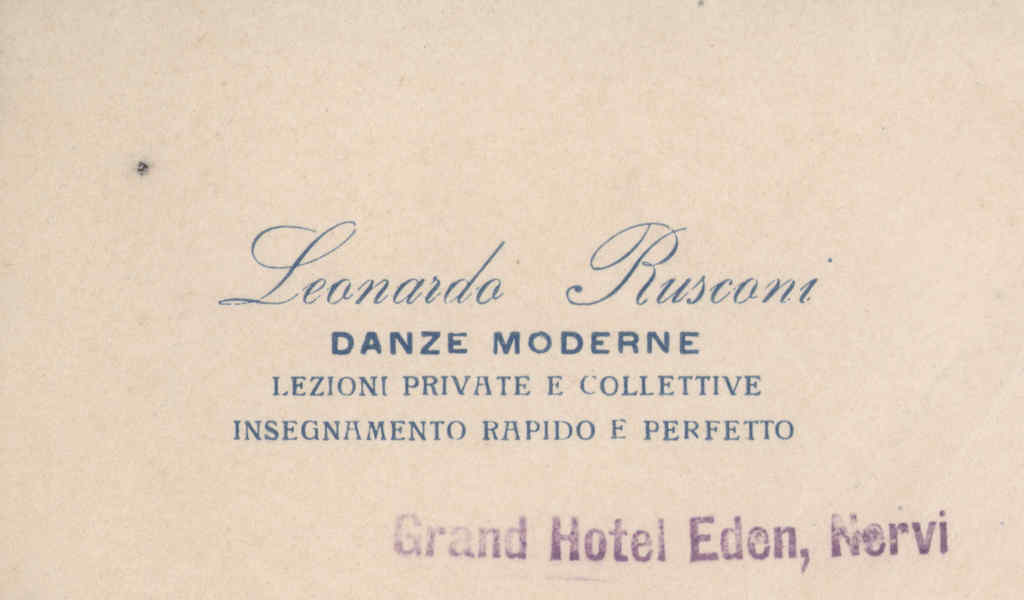 Leonardo Rusconi
DANZE MODERNE
LEZIONI PRIVATE E COLLETTIVE
INSEGNAMENTO RAPIDO E PERFETTO
Grand Hotel Eden, Nervi